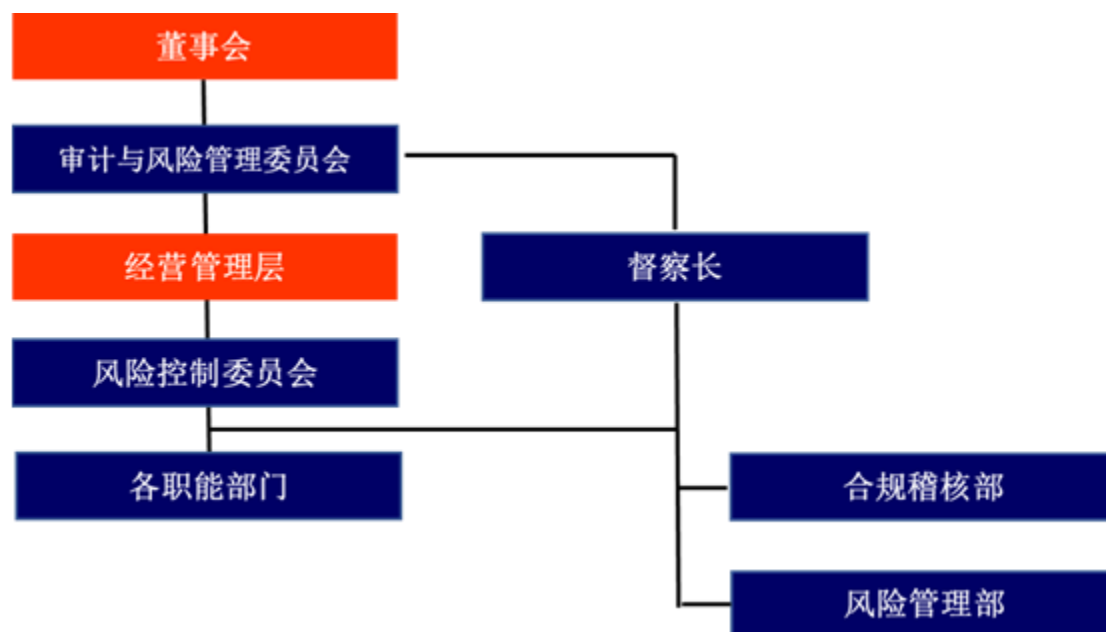 董事会
审计与风险管理委员会
经营管理层
督察长
风险控制委员会
各职能部门
合规稽核部
风险管理部